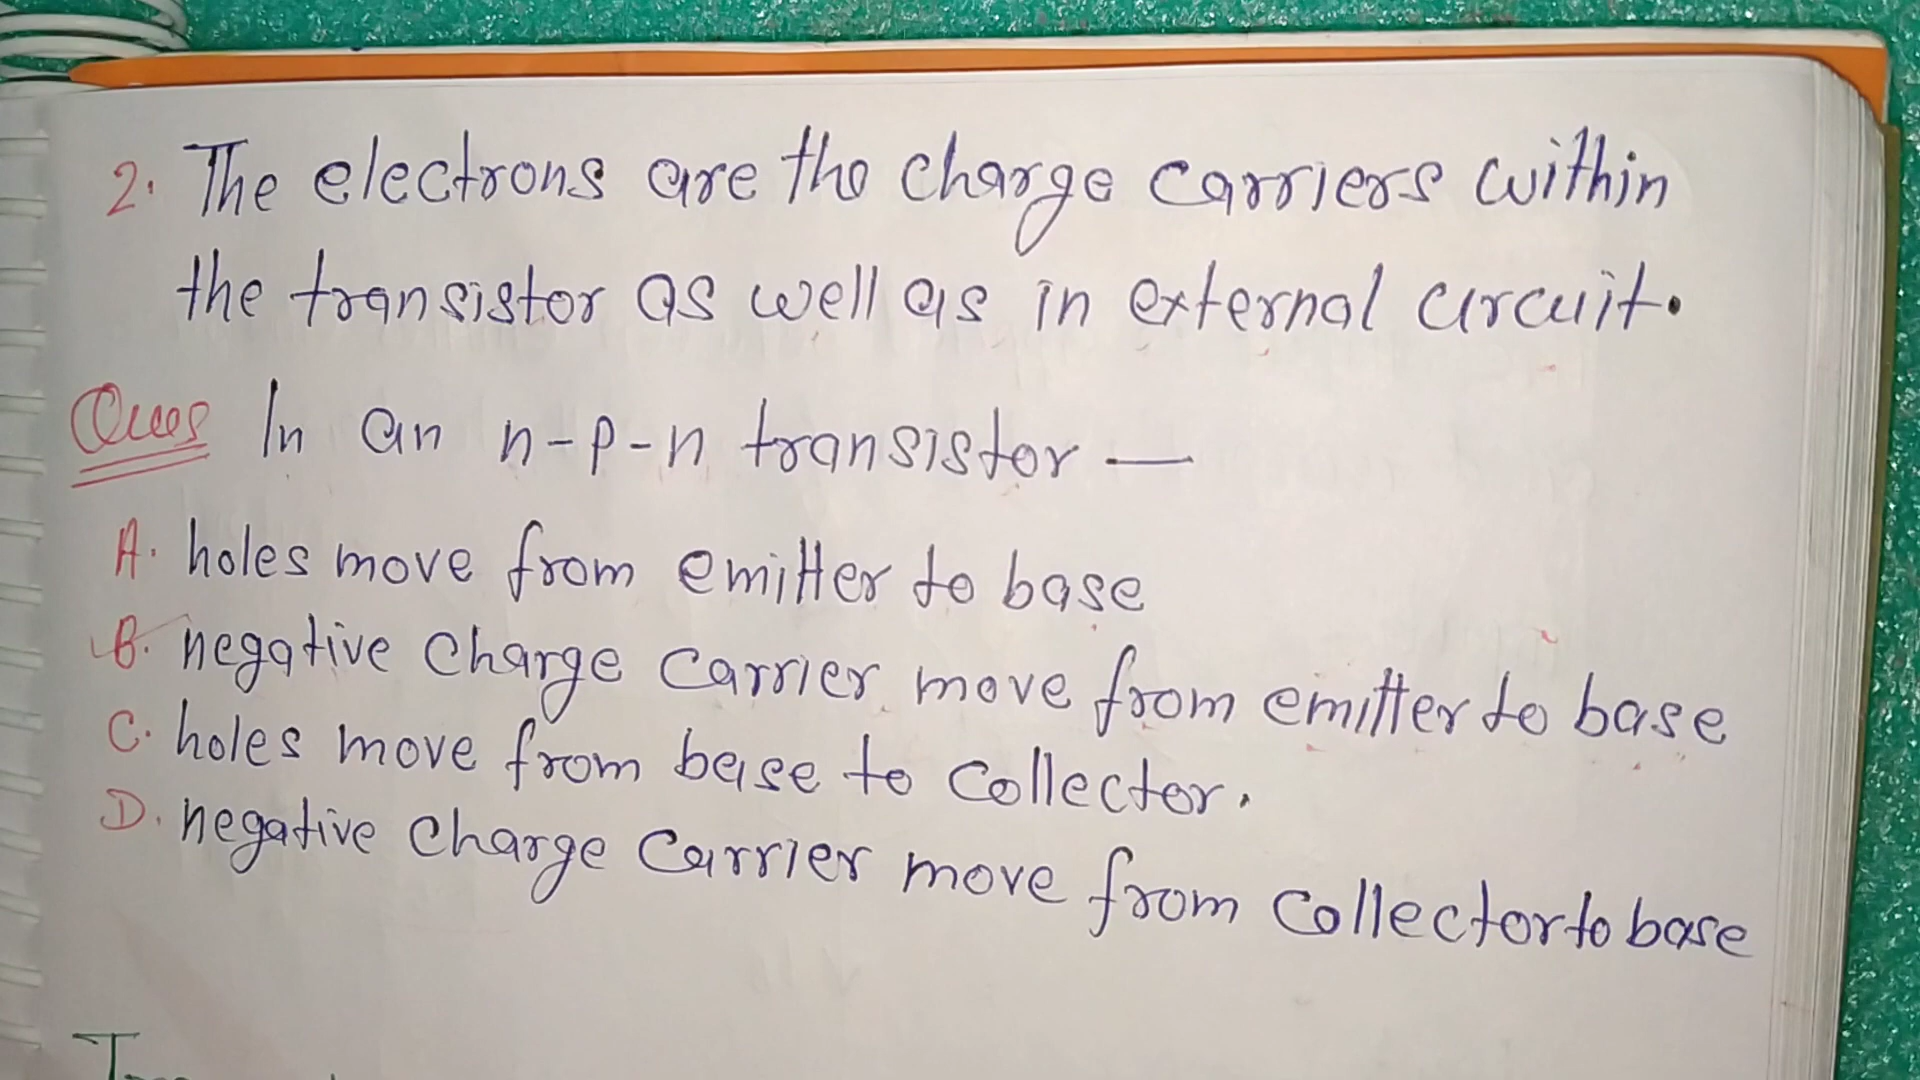 2. The electrons are the charge carriers within
the transistor as well as in external circuit.
Ques In an n-p-n transistor —
A. holes move from emitter to base
B. negative charge carrier move from emitter to base
C. holes move from base to collector.
D. negative charge carrier move from collector to base